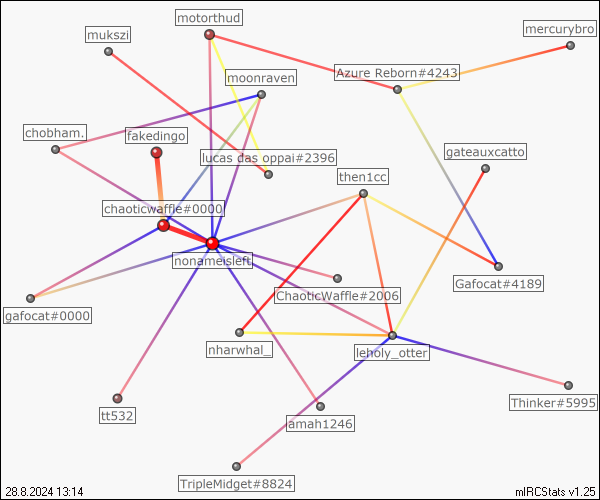 motorthud
mukszi
mercurybro
moonraven
Azure Reborn#4243
chobham.
fakedingo
lucas das oppai#2396
gateauxcatto
then1cc
chaoticwaffle#0000
nonameisleft
Gafocat#4189
ChaoticWaffle#2006
gafocat#0000
nharwhal_
leholy_otter
Thinker#5995
tt532
amah1246
TripleMidget#8824
28.8.2024 13:14
mIRCStats v1.25